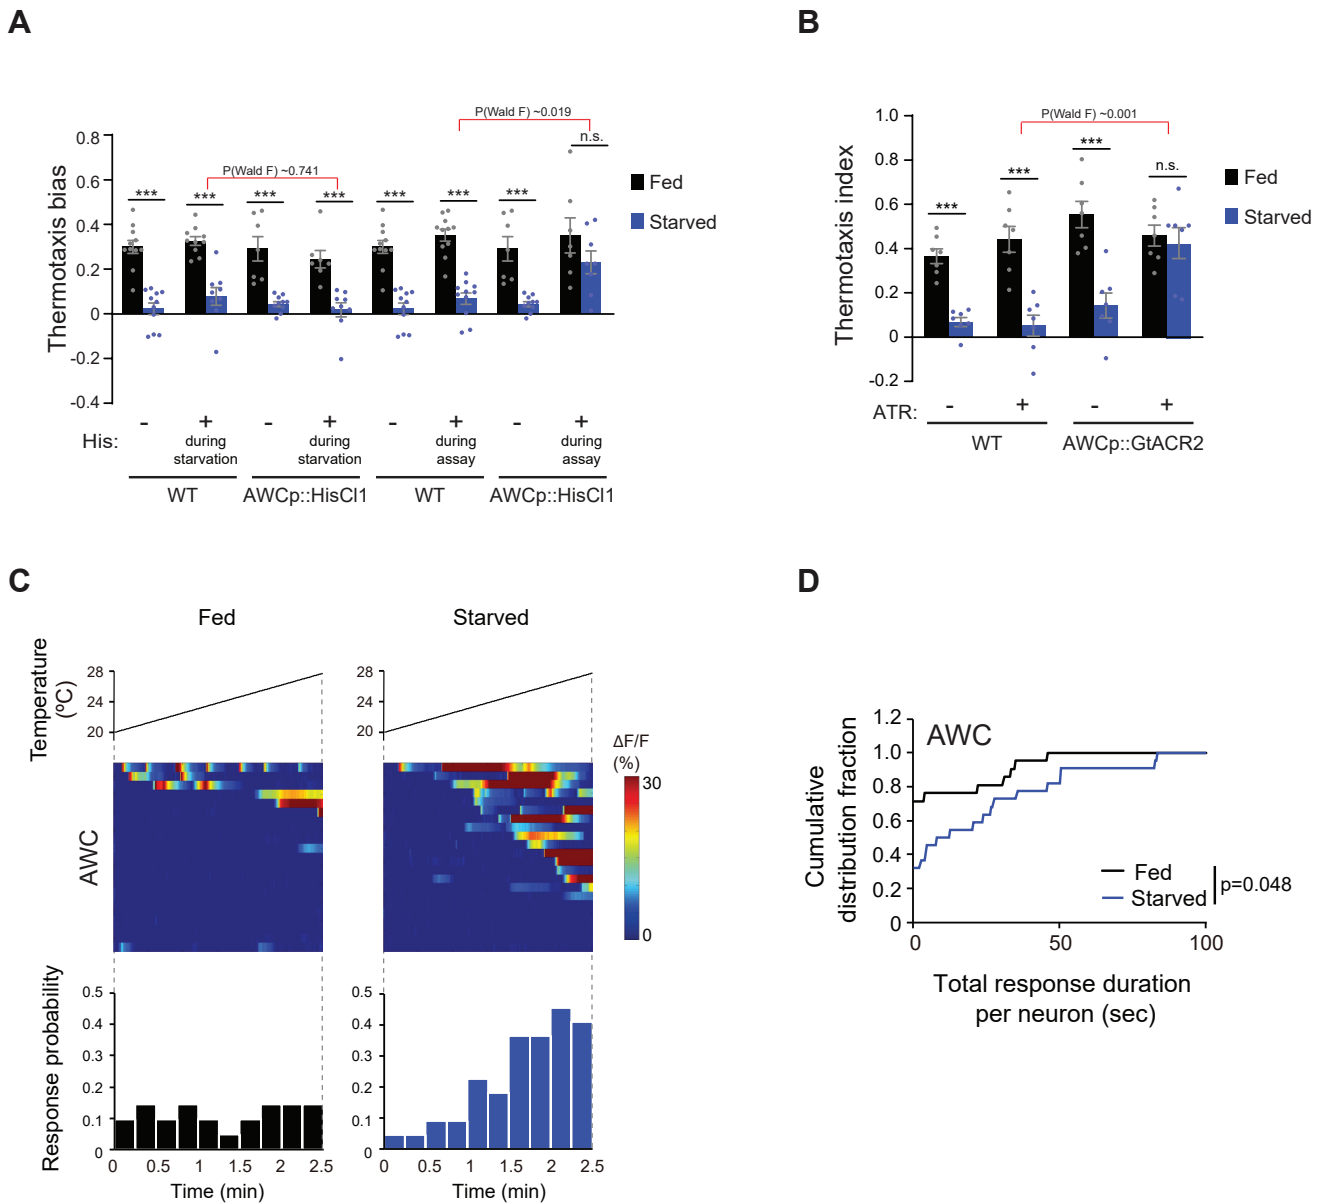 A
P(Wald F) ~0.019
n.s.
P(Wald F) ~0.741
*** *** *** *** *** *** ***
Thermotaxis bias
0.8
0.6
0.4
0.2
0
-0.2
-0.4
Fed
Starved
His:
- + - + - + - +
during starvation
during starvation
during assay
during assay
WT
AWCp::HisCl1
WT
AWCp::HisCl1
B
P(Wald F) ~0.001
***
***
***
n.s.
Thermotaxis index
1.0
0.8
0.6
0.4
0.2
0
-0.2
Fed
Starved
ATR:
- + - +
WT
AWCp::GtACR2
C
Fed
Starved
Temperature
(ºC)
28
24
20
28
24
20
AWC
ΔF/F
(%)
30
0
Response probability
0.5
0.4
0.3
0.2
0.1
0
0.5
0.4
0.3
0.2
0.1
0
0 0.5 1 1.5 2 2.5
0 0.5 1 1.5 2 2.5
Time (min)
Time (min)
D
AWC
Cumulative
distribution fraction
1.2
1.0
0.8
0.6
0.4
0.2
0
Fed
Starved
p=0.048
0 50 100
Total response duration
per neuron (sec)